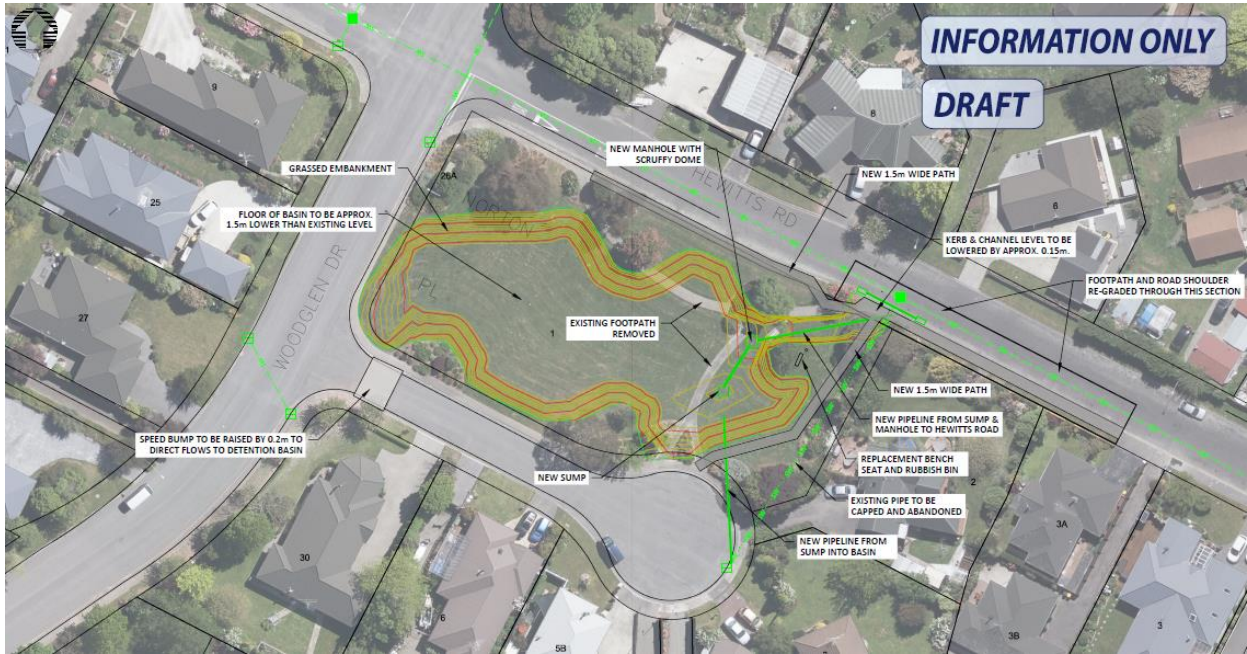 INFORMATION ONLY
DRAFT
9
8
NEW MANHOLE WITH
SCRUFFY DOME
GRASSED EMBANKMENT
26A
NEW 1.5m WIDE PATH
HEWITTS RD
25
FLOOR OF BASIN TO BE APPROX.
1.5m LOWER THAN EXISTING LEVEL
NORTON
PL
6
KERB & CHANNEL LEVEL TO BE
LOWERED BY APPROX. 0.15m.
WOODGLEN DR
FOOTPATH AND ROAD SHOULDER
RE-GRADED THROUGH THIS SECTION
27
1
EXISTING FOOTPATH
REMOVED
NEW 1.5m WIDE PATH
NEW PIPELINE FROM SUMP &
MANHOLE TO HEWITTS ROAD
SPEED BUMP TO BE RAISED BY 0.2m TO
DIRECT FLOWS TO DETENTION BASIN
REPLACEMENT BENCH
SEAT AND RUBBISH BIN
NEW SUMP
2
EXISTING PIPE TO BE
CAPPED AND ABANDONED
3A
NEW PIPELINE FROM
SUMP INTO BASIN
30
6
5B
3B
3